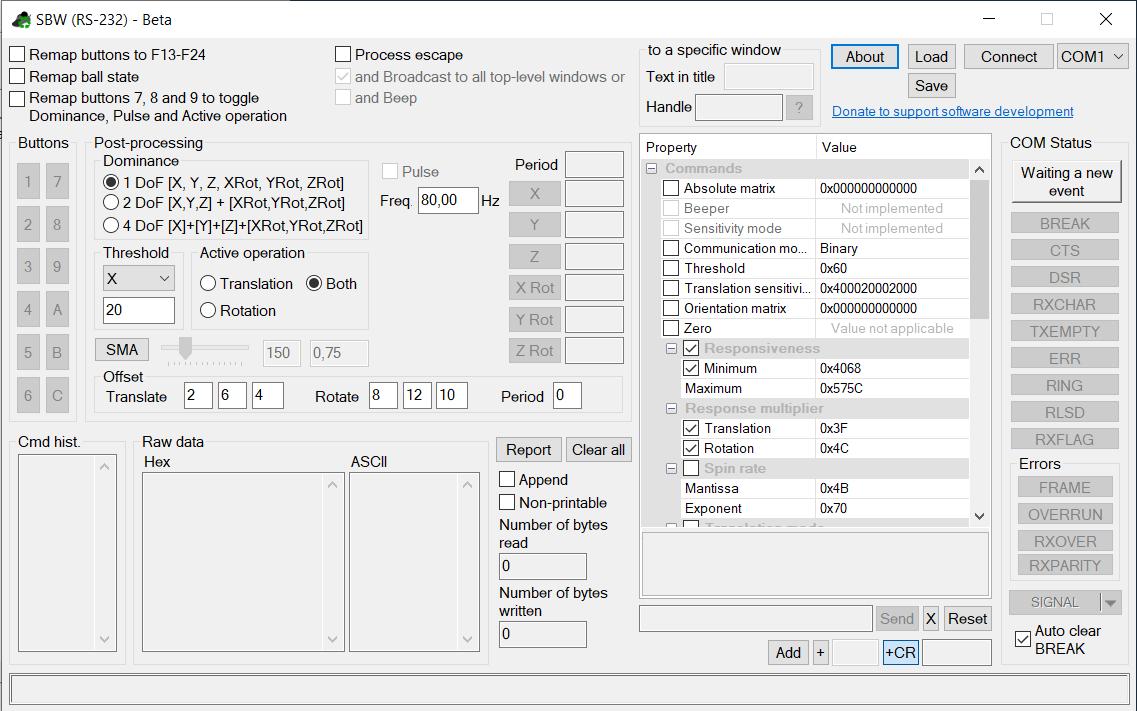 SBW (RS-232) - Beta
Remap buttons to F13-F24
Remap ball state
Remap buttons 7, 8 and 9 to toggle
Dominance, Pulse and Active operation
Process escape
and Broadcast to all top-level windows or
and Beep
to a specific window
Text in title
Handle
?
About
Load
Connect
COM1
Save
Donate to support software development
Buttons
1 7
2 8
3 9
4 A
5 B
6 C
Post-processing
Dominance
1 DoF [X, Y, Z, XRot, YRot, ZRot]
2 DoF [X,Y,Z] + [XRot,YRot,ZRot]
4 DoF [X]+[Y]+[Z]+[XRot,YRot,ZRot]
Pulse
Freq. 80,00 Hz
Threshold
X
20
Active operation
Translation
Both
Rotation
SMA
150
0,75
Period
X
Y
Z
X Rot
Y Rot
Z Rot
Offset
Translate 2 6 4
Rotate 8 12 10
Period 0
Property Value
Commands
Absolute matrix 0x000000000000
Beeper Not implemented
Sensitivity mode Not implemented
Communication mo... Binary
Threshold 0x60
Translation sensitivi... 0x400020002000
Orientation matrix 0x000000000000
Zero Value not applicable
Responsiveness
Minimum 0x4068
Maximum 0x575C
Response multiplier
Translation 0x3F
Rotation 0x4C
Spin rate
Mantissa 0x4B
Exponent 0x70
Translation mode
COM Status
Waiting a new
event
BREAK
CTS
DSR
RXCHAR
TXEMPTY
ERR
RING
RLSD
RXFLAG
Errors
FRAME
OVERRUN
RXOVER
RXPARITY
SIGNAL
Auto clear
BREAK
Cmd hist.
Raw data
Hex
ASCII
Report
Clear all
Append
Non-printable
Number of bytes
read
0
Number of bytes
written
0
Send
X
Reset
Add
+
+CR